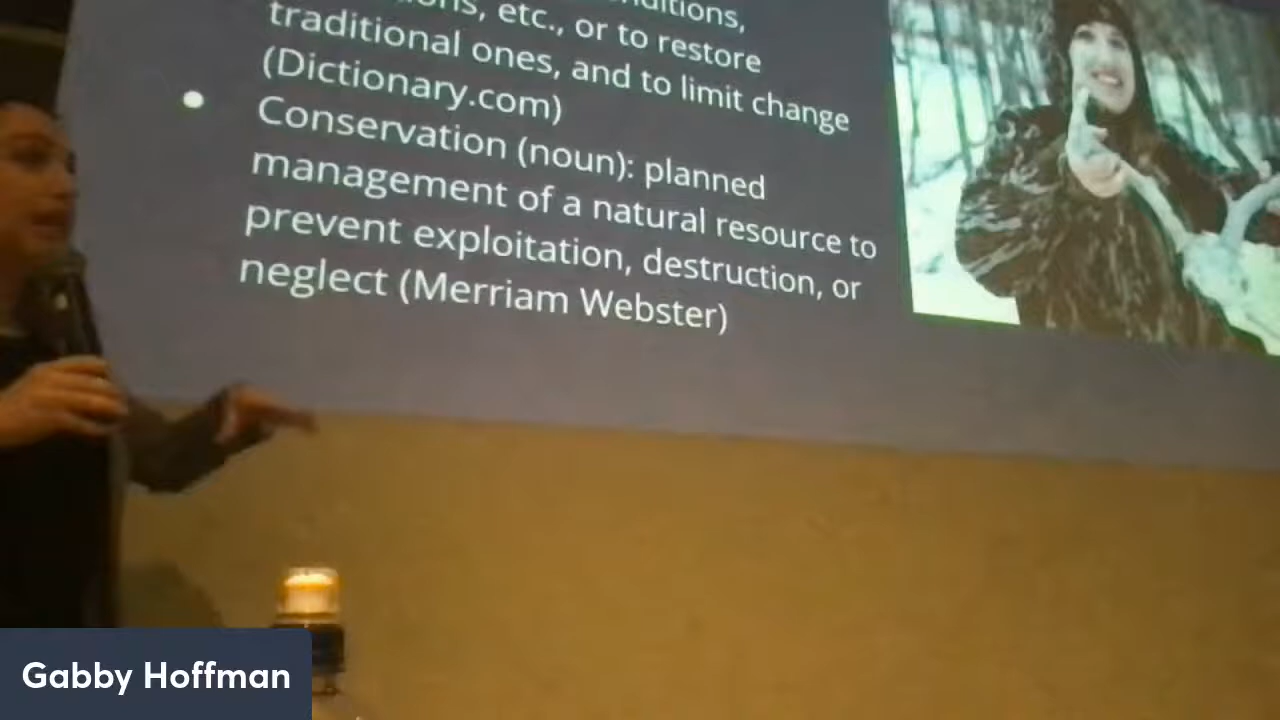 etc., or to restore
traditional ones, and to limit change
(Dictionary.com)
Conservation (noun): planned
management of a natural resource to
prevent exploitation, destruction, or
neglect (Merriam Webster)
Gabby Hoffman